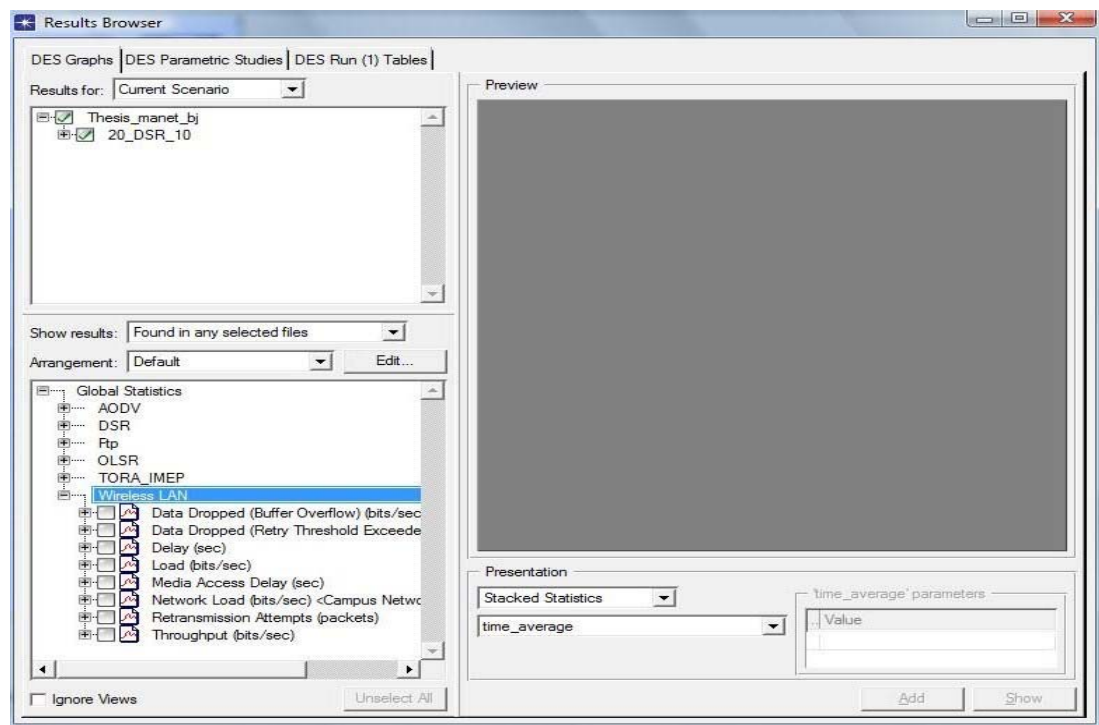 Results Browser
DES Graphs DES Parametric Studies DES Run (1) Tables
Results for: Current Scenario
Thesis_manet_bj
20_DSR_10
Show results: Found in any selected files
Arrangement: Default Edit...
Global Statistics
AODV
DSR
Ftp
OLSR
TORA_IMEP
Wireless LAN
Data Dropped (Buffer Overflow) (bits/sec
Data Dropped (Retry Threshold Exceede
Delay (sec)
Load (bits/sec)
Media Access Delay (sec)
Network Load (bits/sec) <Campus Netwo
Retransmission Attempts (packets)
Throughput (bits/sec)
Ignore Views Unselect All
Preview
Presentation
Stacked Statistics
time_average
'time_average' parameters
... Value
Add Show